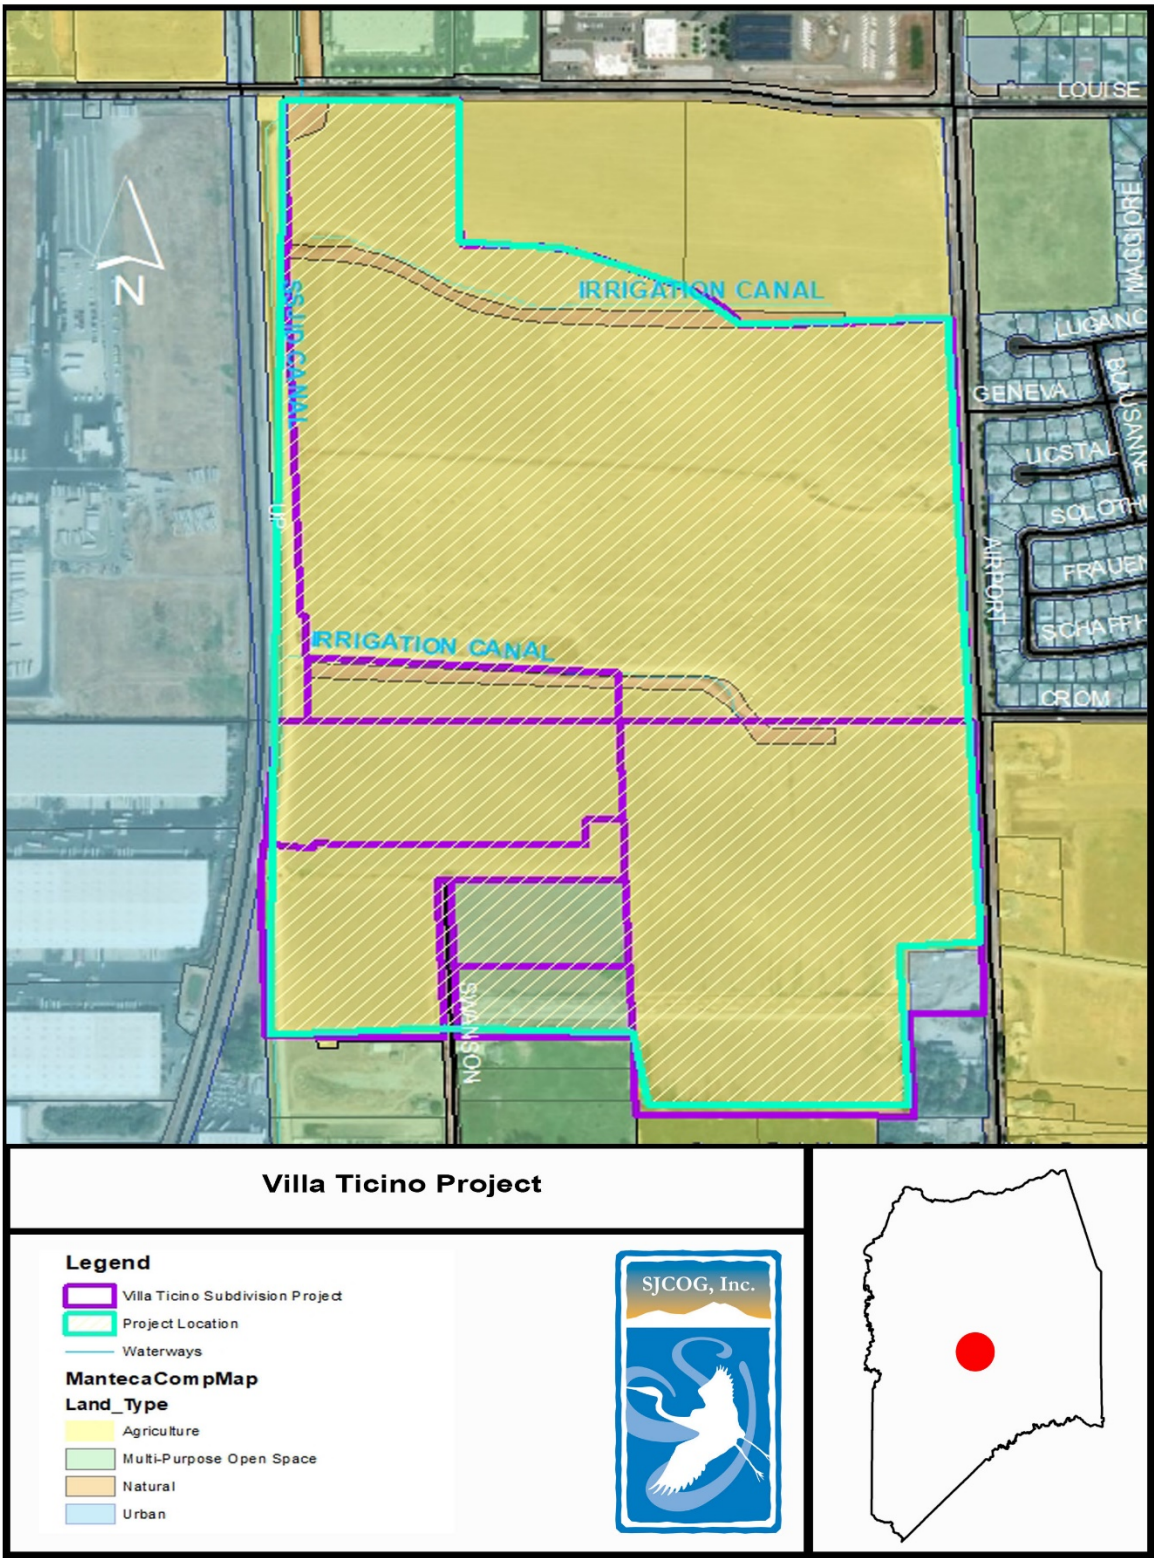 LOUISE
MAGGIORE
N
IRRIGATION CANAL
LUGANO
SSJID CANAL
GENEVA
LAUSANNE
UCSTAL
UP
SOLOTH
AIRPORT
FRAUEN
SCHAFFH
IRRIGATION CANAL
CROM
SWANSON
Villa Ticino Project
Legend
Villa Ticino Subdivision Project
Project Location
Waterways
MantecaCompMap
Land_Type
Agriculture
Multi-Purpose Open Space
Natural
Urban
SJCOG, Inc.